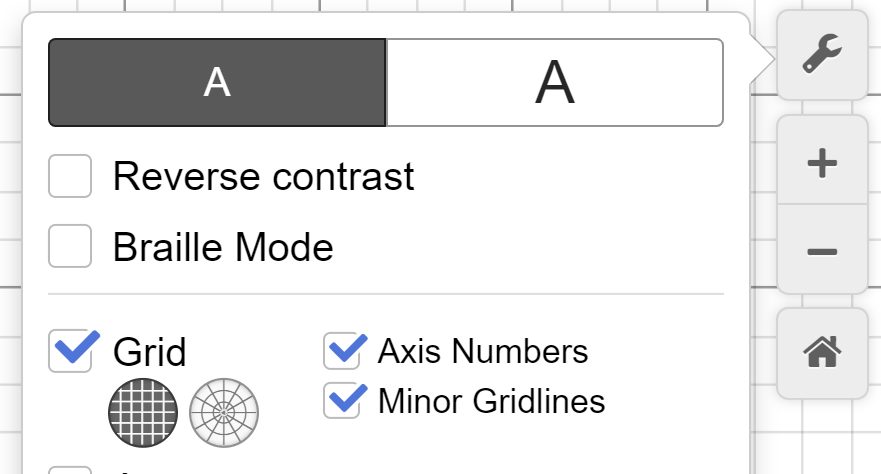 A A
Reverse contrast
Braille Mode
Grid
Axis Numbers
Minor Gridlines